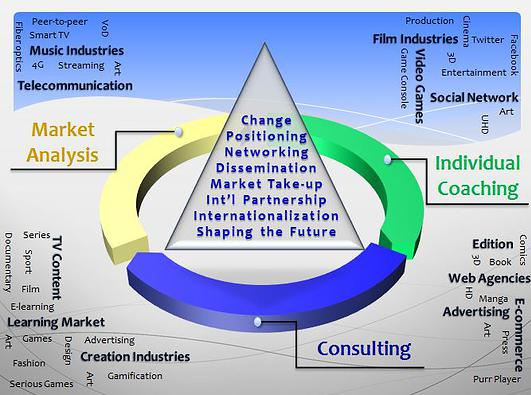 Peer-to-peer
Smart TV
Fiber optics
VoD
Music Industries
4G
Streaming
Art
Telecommunication
Production
Cinema
Film Industries
Twitter
Facebook
Game Console
Video Games
3D
Entertainment
Social Network
Art
UHD
Market
Analysis
Change
Positioning
Networking
Dissemination
Market Take-up
Int'l Partnership
Internationalization
Shaping the Future
Individual
Coaching
Consulting
Documentary
Series
Sport
TV Content
Film
E-learning
Learning Market
Art
Games
Design
Advertising
Creation Industries
Fashion
Art
Gamification
Serious Games
Edition
Comics
3D
Book
Web Agencies
HD
Manga
E-commerce
Advertising
Art
Press
Purr Player